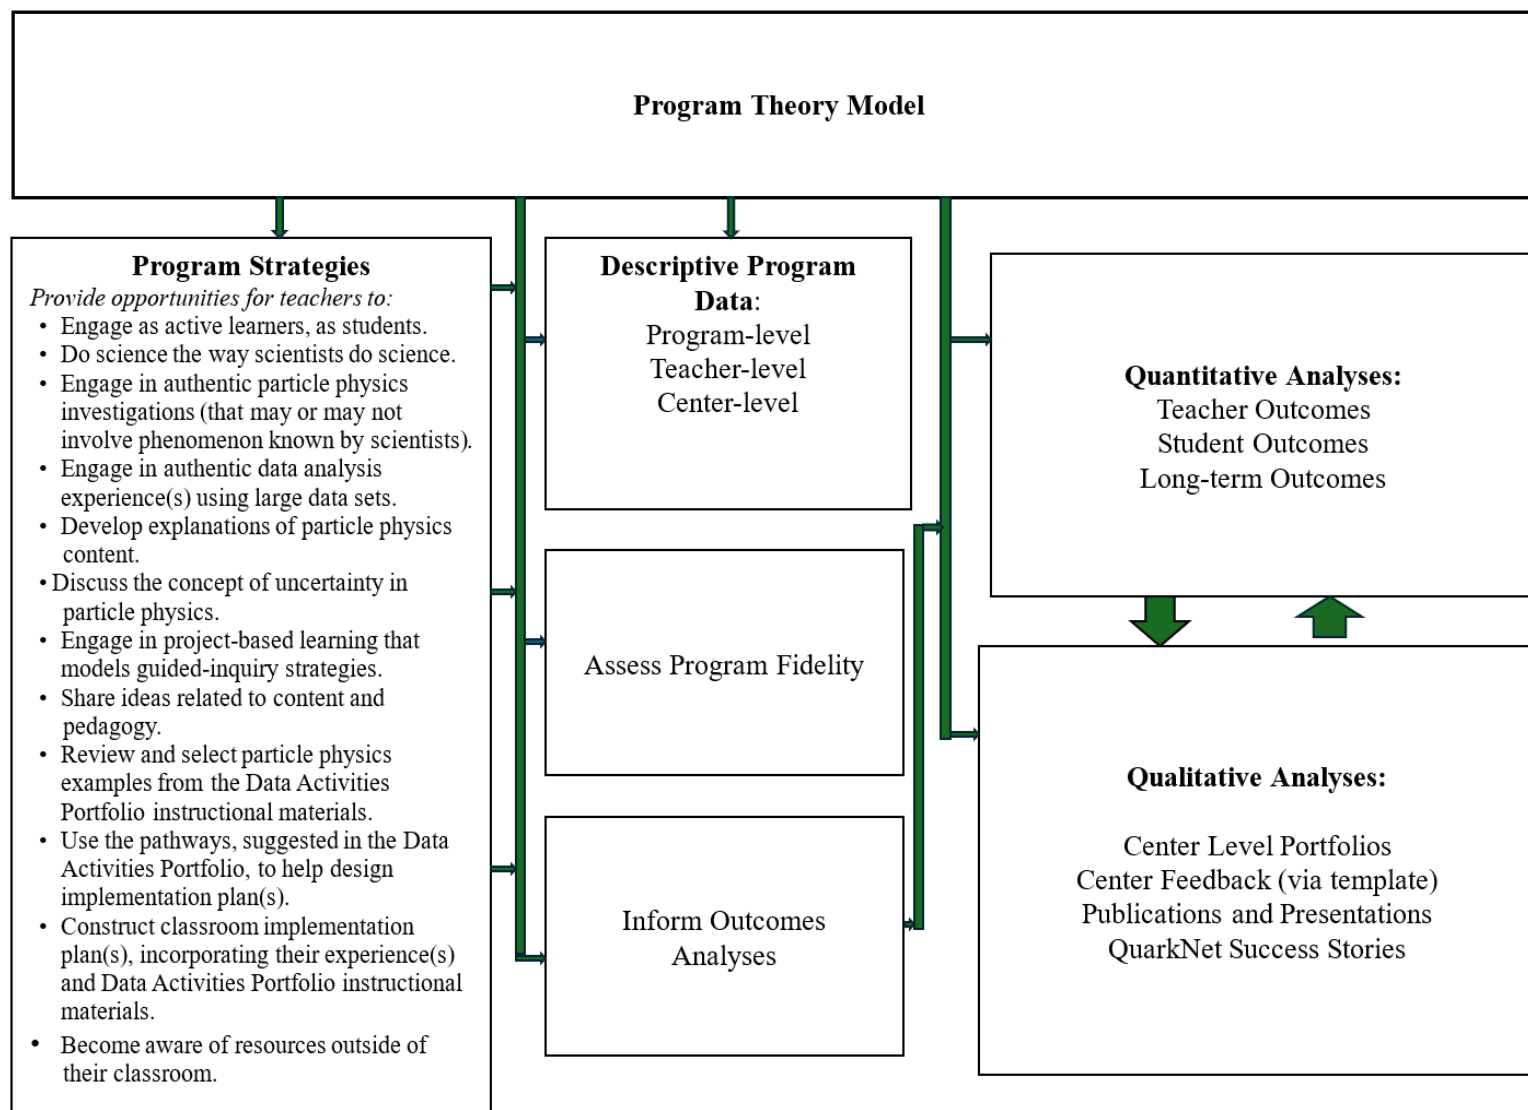 Program Theory Model
Program Strategies
Provide opportunities for teachers to:
• Engage as active learners, as students.
• Do science the way scientists do science.
• Engage in authentic particle physics
investigations (that may or may not
involve phenomenon known by scientists).
• Engage in authentic data analysis
experience(s) using large data sets.
• Develop explanations of particle physics
content.
• Discuss the concept of uncertainty in
particle physics.
• Engage in project-based learning that
models guided-inquiry strategies.
• Share ideas related to content and
pedagogy.
• Review and select particle physics
examples from the Data Activities
Portfolio instructional materials.
• Use the pathways, suggested in the Data
Activities Portfolio, to help design
implementation plan(s).
• Construct classroom implementation
plan(s), incorporating their experience(s)
and Data Activities Portfolio instructional
materials.
• Become aware of resources outside of
their classroom.
Descriptive Program
Data:
Program-level
Teacher-level
Center-level
Assess Program Fidelity
Inform Outcomes
Analyses
Quantitative Analyses:
Teacher Outcomes
Student Outcomes
Long-term Outcomes
Qualitative Analyses:
Center Level Portfolios
Center Feedback (via template)
Publications and Presentations
QuarkNet Success Stories